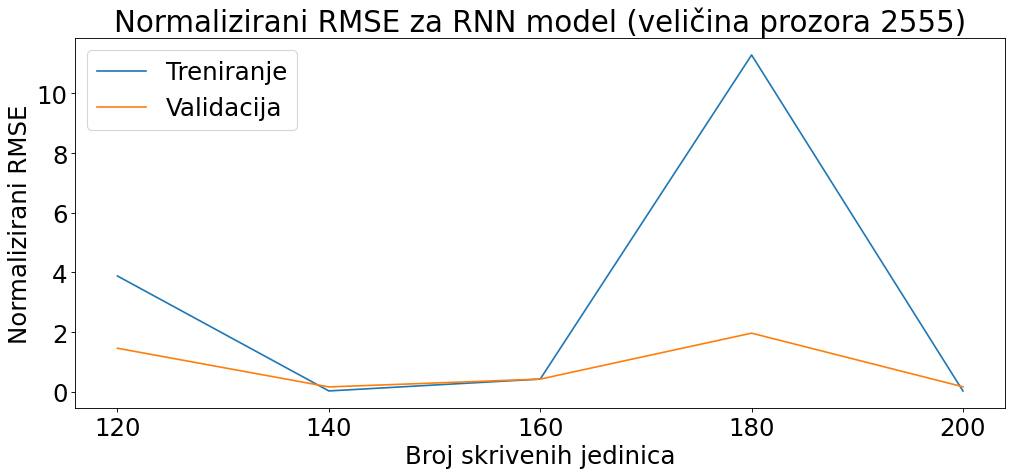 Normalizirani RMSE za RNN model (veličina prozora 2555)
Treniranje
Validacija
Normalizirani RMSE
10
8
6
4
2
0
120 140 160 180 200
Broj skrivenih jedinica